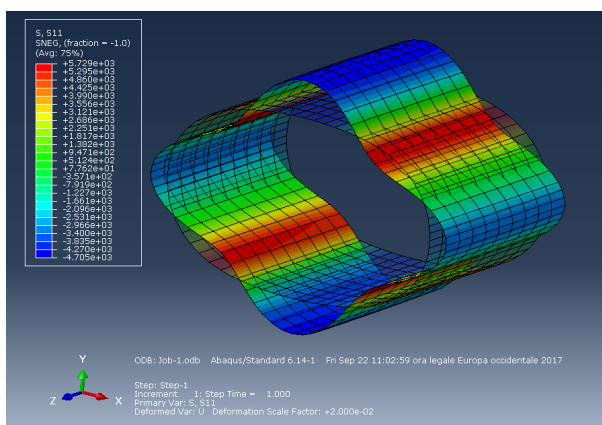 S, S11
SNEG, (fraction = -1.0)
(Avg: 75%)
+5.729e+03
+5.295e+03
+4.860e+03
+4.425e+03
+3.990e+03
+3.556e+03
+3.121e+03
+2.686e+03
+2.251e+03
+1.817e+03
+1.382e+03
+9.471e+02
+5.124e+02
+7.762e+01
-3.571e+02
-7.919e+02
-1.227e+03
-1.661e+03
-2.096e+03
-2.531e+03
-2.966e+03
-3.400e+03
-3.835e+03
-4.270e+03
-4.705e+03
Y
Z
X
ODB: Job-1.odb Abaqus/Standard 6.14-1 Fri Sep 22 11:02:59 ora legale Europa occidentale 2017
Step: Step-1
Increment 1: Step Time = 1.000
Primary Var: S, S11
Deformed Var: U Deformation Scale Factor: +2.000e-02